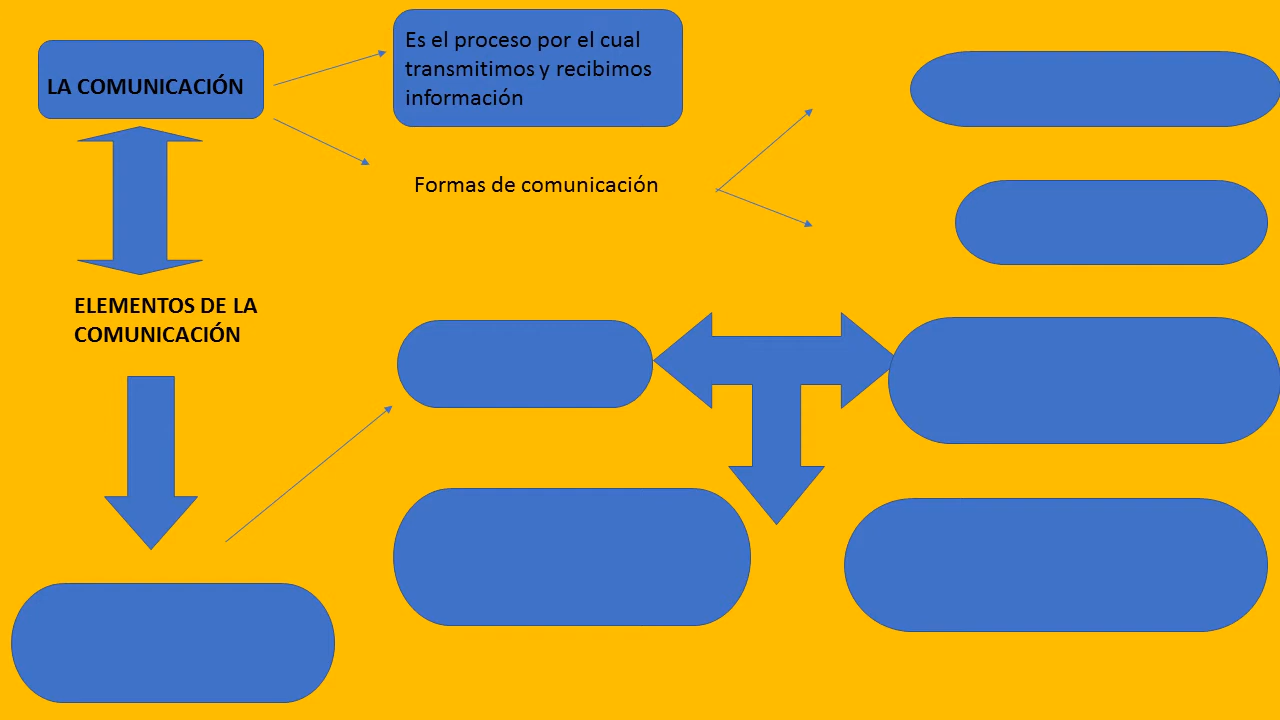 LA COMUNICACIÓN
Es el proceso por el cual
transmitimos y recibimos
información
Formas de comunicación
ELEMENTOS DE LA
COMUNICACIÓN